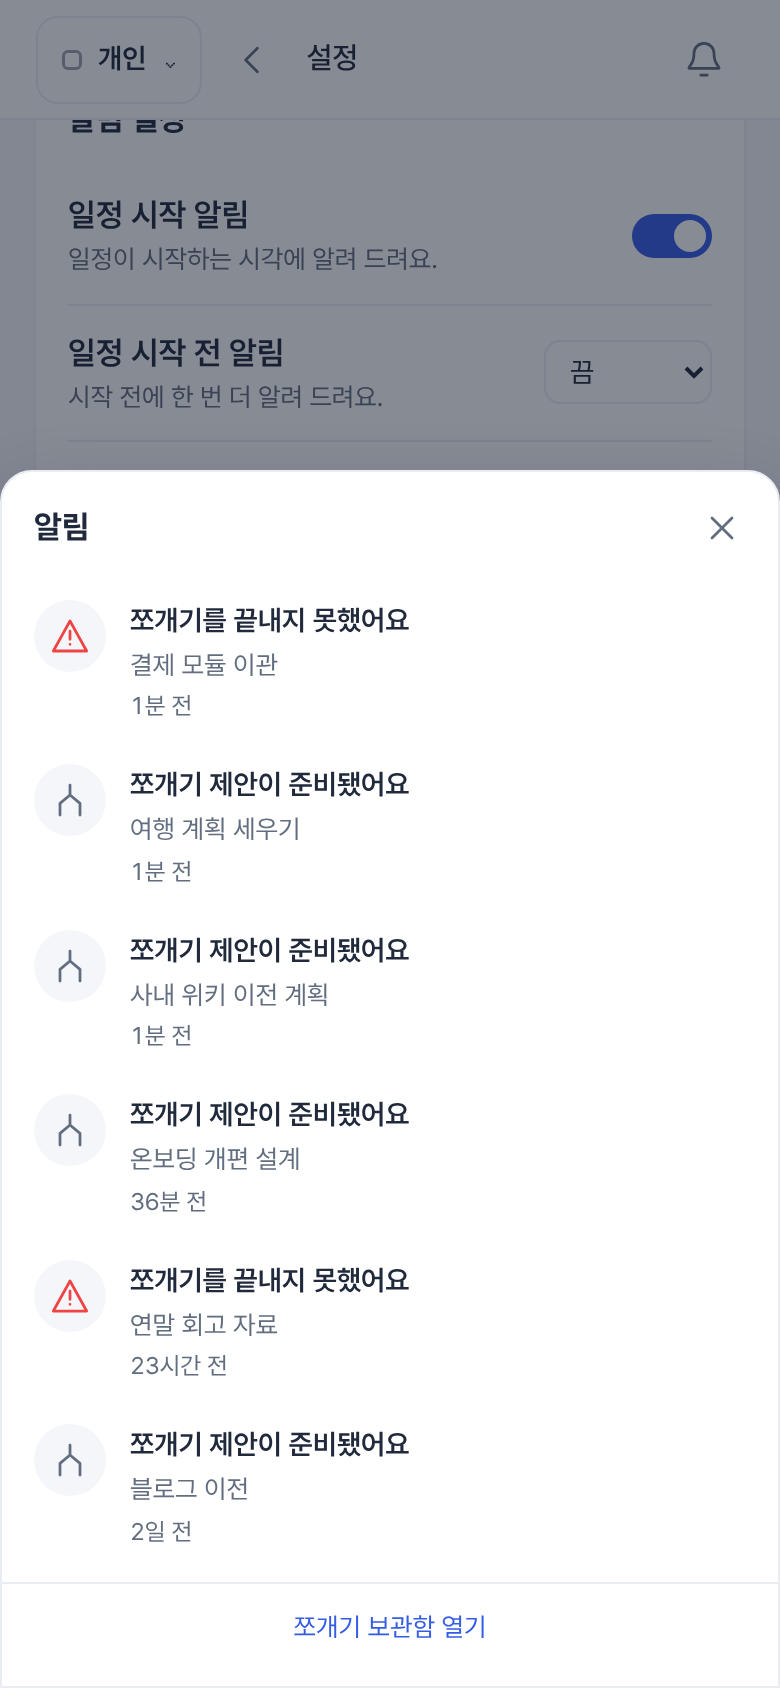 개인
설정
알림 설정
일정 시작 알림
일정이 시작하는 시각에 알려 드려요.
일정 시작 전 알림
시작 전에 한 번 더 알려 드려요.
끔
알림
쪼개기를 끝내지 못했어요
결제 모듈 이관
1분 전
쪼개기 제안이 준비됐어요
여행 계획 세우기
1분 전
쪼개기 제안이 준비됐어요
사내 위키 이전 계획
1분 전
쪼개기 제안이 준비됐어요
온보딩 개편 설계
36분 전
쪼개기를 끝내지 못했어요
연말 회고 자료
23시간 전
쪼개기 제안이 준비됐어요
블로그 이전
2일 전
쪼개기 보관함 열기